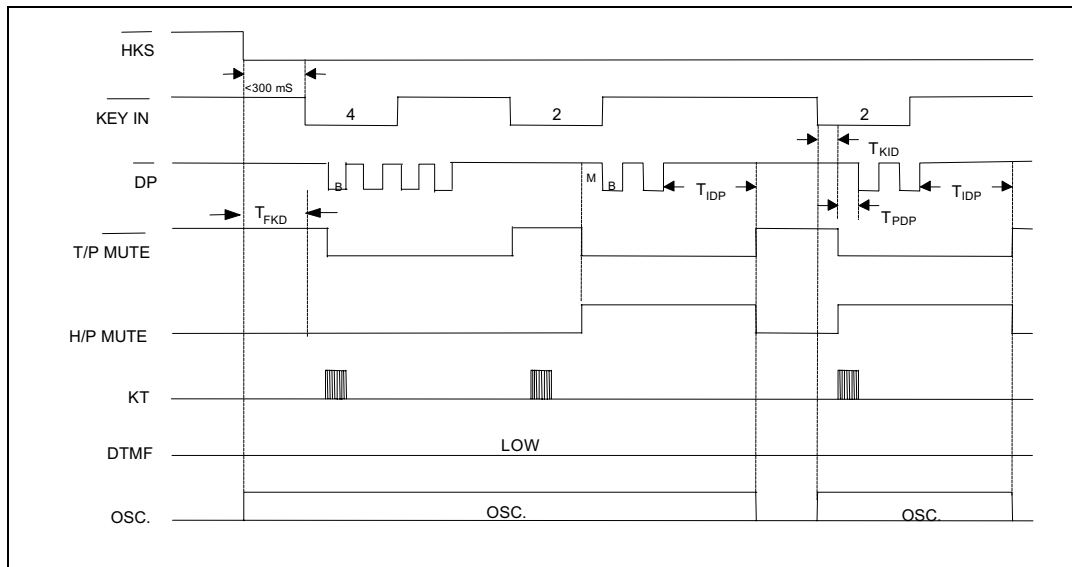 HKS
<300 mS
KEY IN
4
2
2
TKID
DP
B
M
B
TIDP
TIDP
TFKD
TPDP
T/P MUTE
H/P MUTE
KT
DTMF
LOW
OSC.
OSC.
OSC.